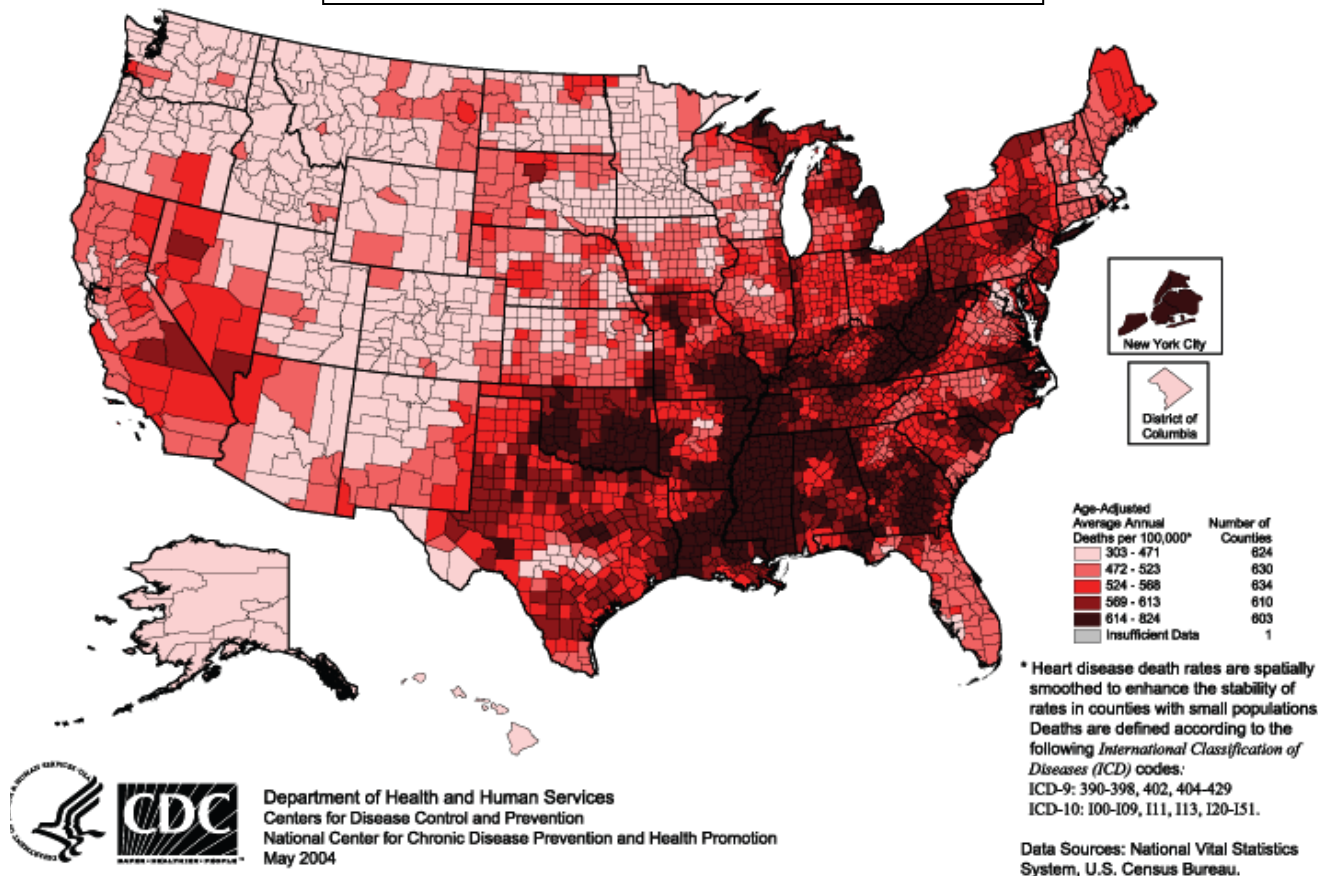 New York City
District of
Columbia
Age-Adjusted
Average Annual
Deaths per 100,000*
Number of
Counties
303 - 471 624
472 - 523 630
524 - 568 634
569 - 613 610
614 - 824 603
Insufficient Data 1
* Heart disease death rates are spatially
smoothed to enhance the stability of
rates in counties with small populations.
Deaths are defined according to the
following International Classification of
Diseases (ICD) codes:
ICD-9: 390-398, 402, 404-429
ICD-10: I00-I09, I11, I13, I20-I51.
Data Sources: National Vital Statistics
System, U.S. Census Bureau.
CDC
SAFER • HEALTHIER • PEOPLE™
Department of Health and Human Services
Centers for Disease Control and Prevention
National Center for Chronic Disease Prevention and Health Promotion
May 2004